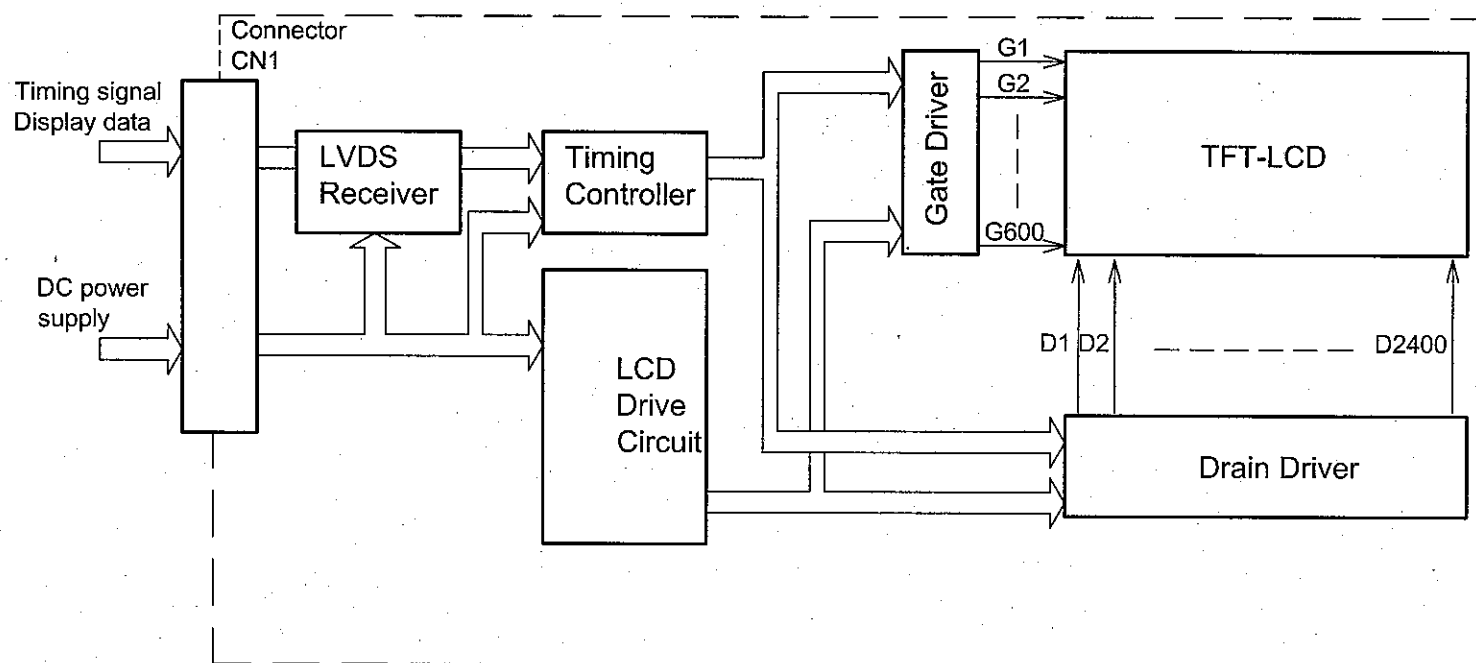 Connector
CN1
Timing signal
Display data
DC power
supply
LVDS
Receiver
Timing
Controller
LCD
Drive
Circuit
Gate Driver
G1
G2
G600
TFT-LCD
D1
D2
D2400
Drain Driver